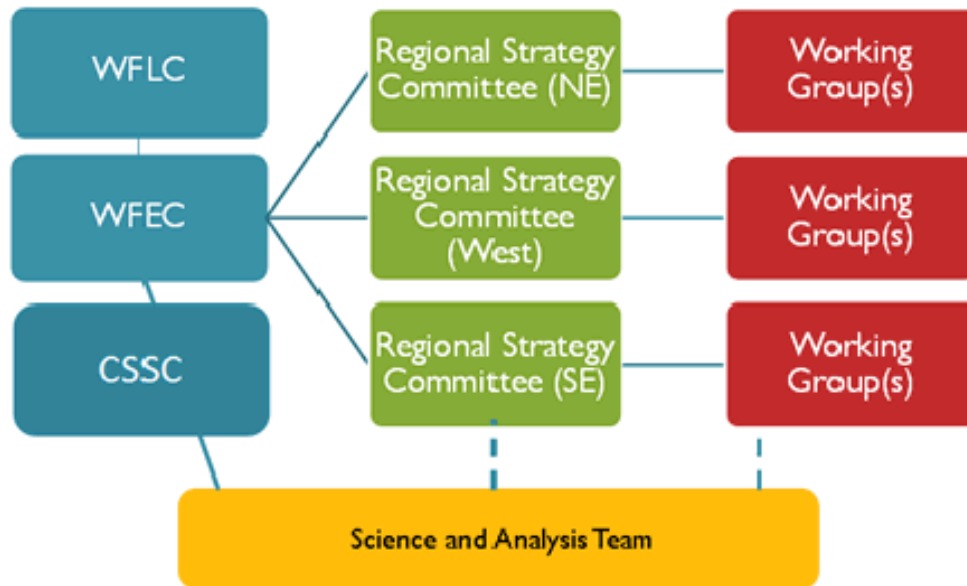 WFLC
Regional Strategy
Committee (NE)
Working
Group(s)
WFEC
Regional Strategy
Committee
(West)
Working
Group(s)
CSSC
Regional Strategy
Committee (SE)
Working
Group(s)
Science and Analysis Team